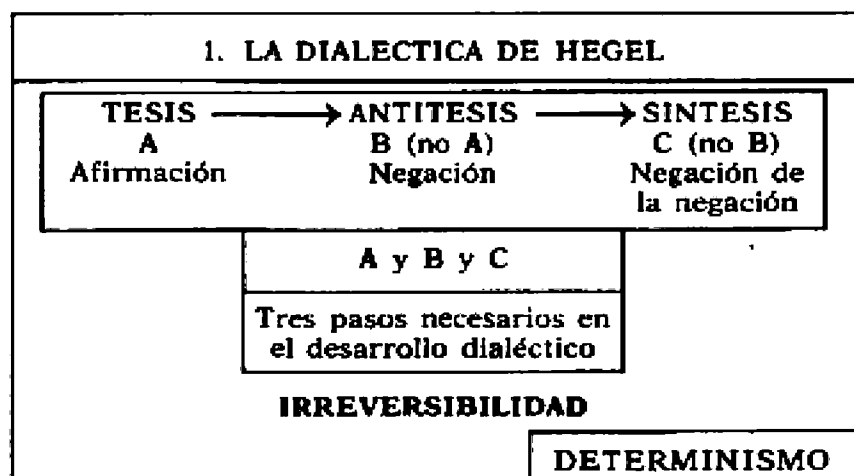 1. LA DIALECTICA DE HEGEL
TESIS → ANTITESIS → SINTESIS
A B (no A) C (no B)
Afirmación Negación Negación de
la negación
A y B y C
Tres pasos necesarios en
el desarrollo dialéctico
IRREVERSIBILIDAD
DETERMINISMO